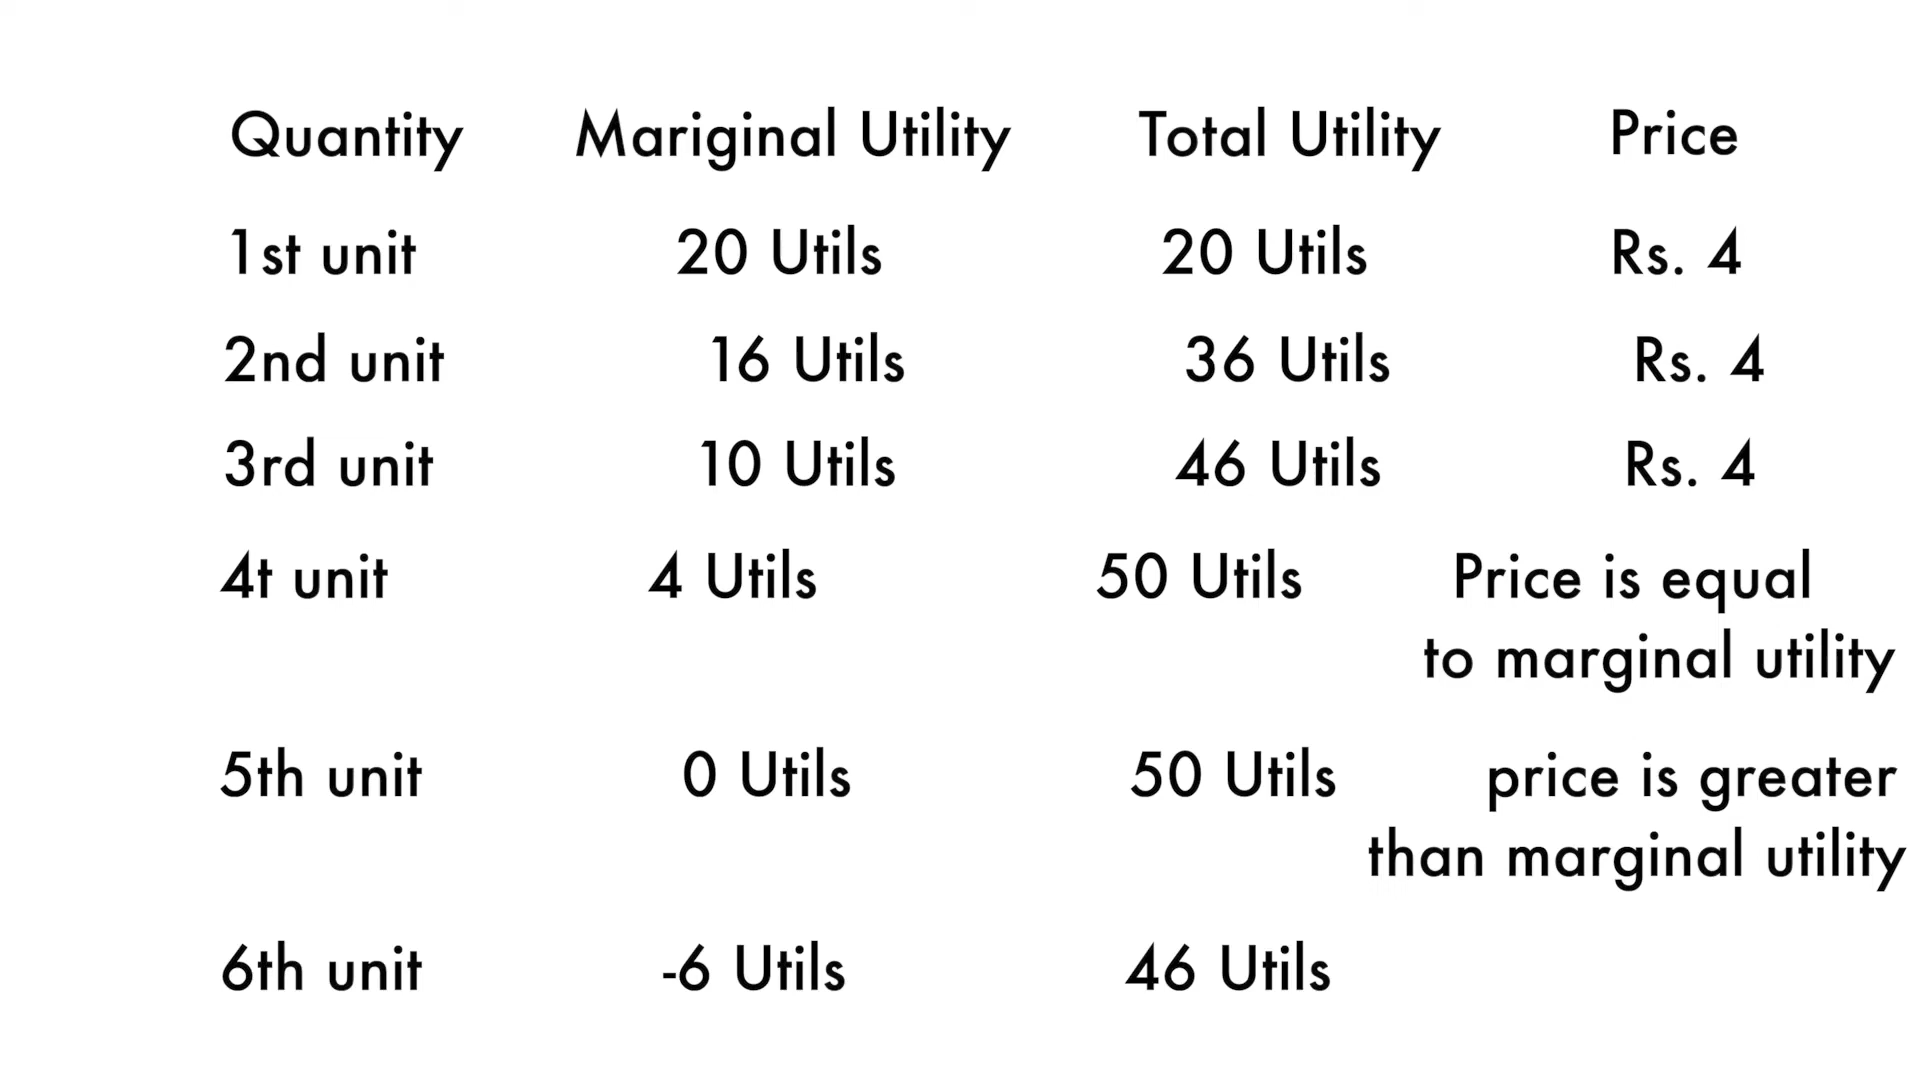 Quantity Mariginal Utility Total Utility Price
1st unit 20 Utils 20 Utils Rs. 4
2nd unit 16 Utils 36 Utils Rs. 4
3rd unit 10 Utils 46 Utils Rs. 4
4t unit 4 Utils 50 Utils Price is equal
to marginal utility
5th unit 0 Utils 50 Utils price is greater
than marginal utility
6th unit -6 Utils 46 Utils